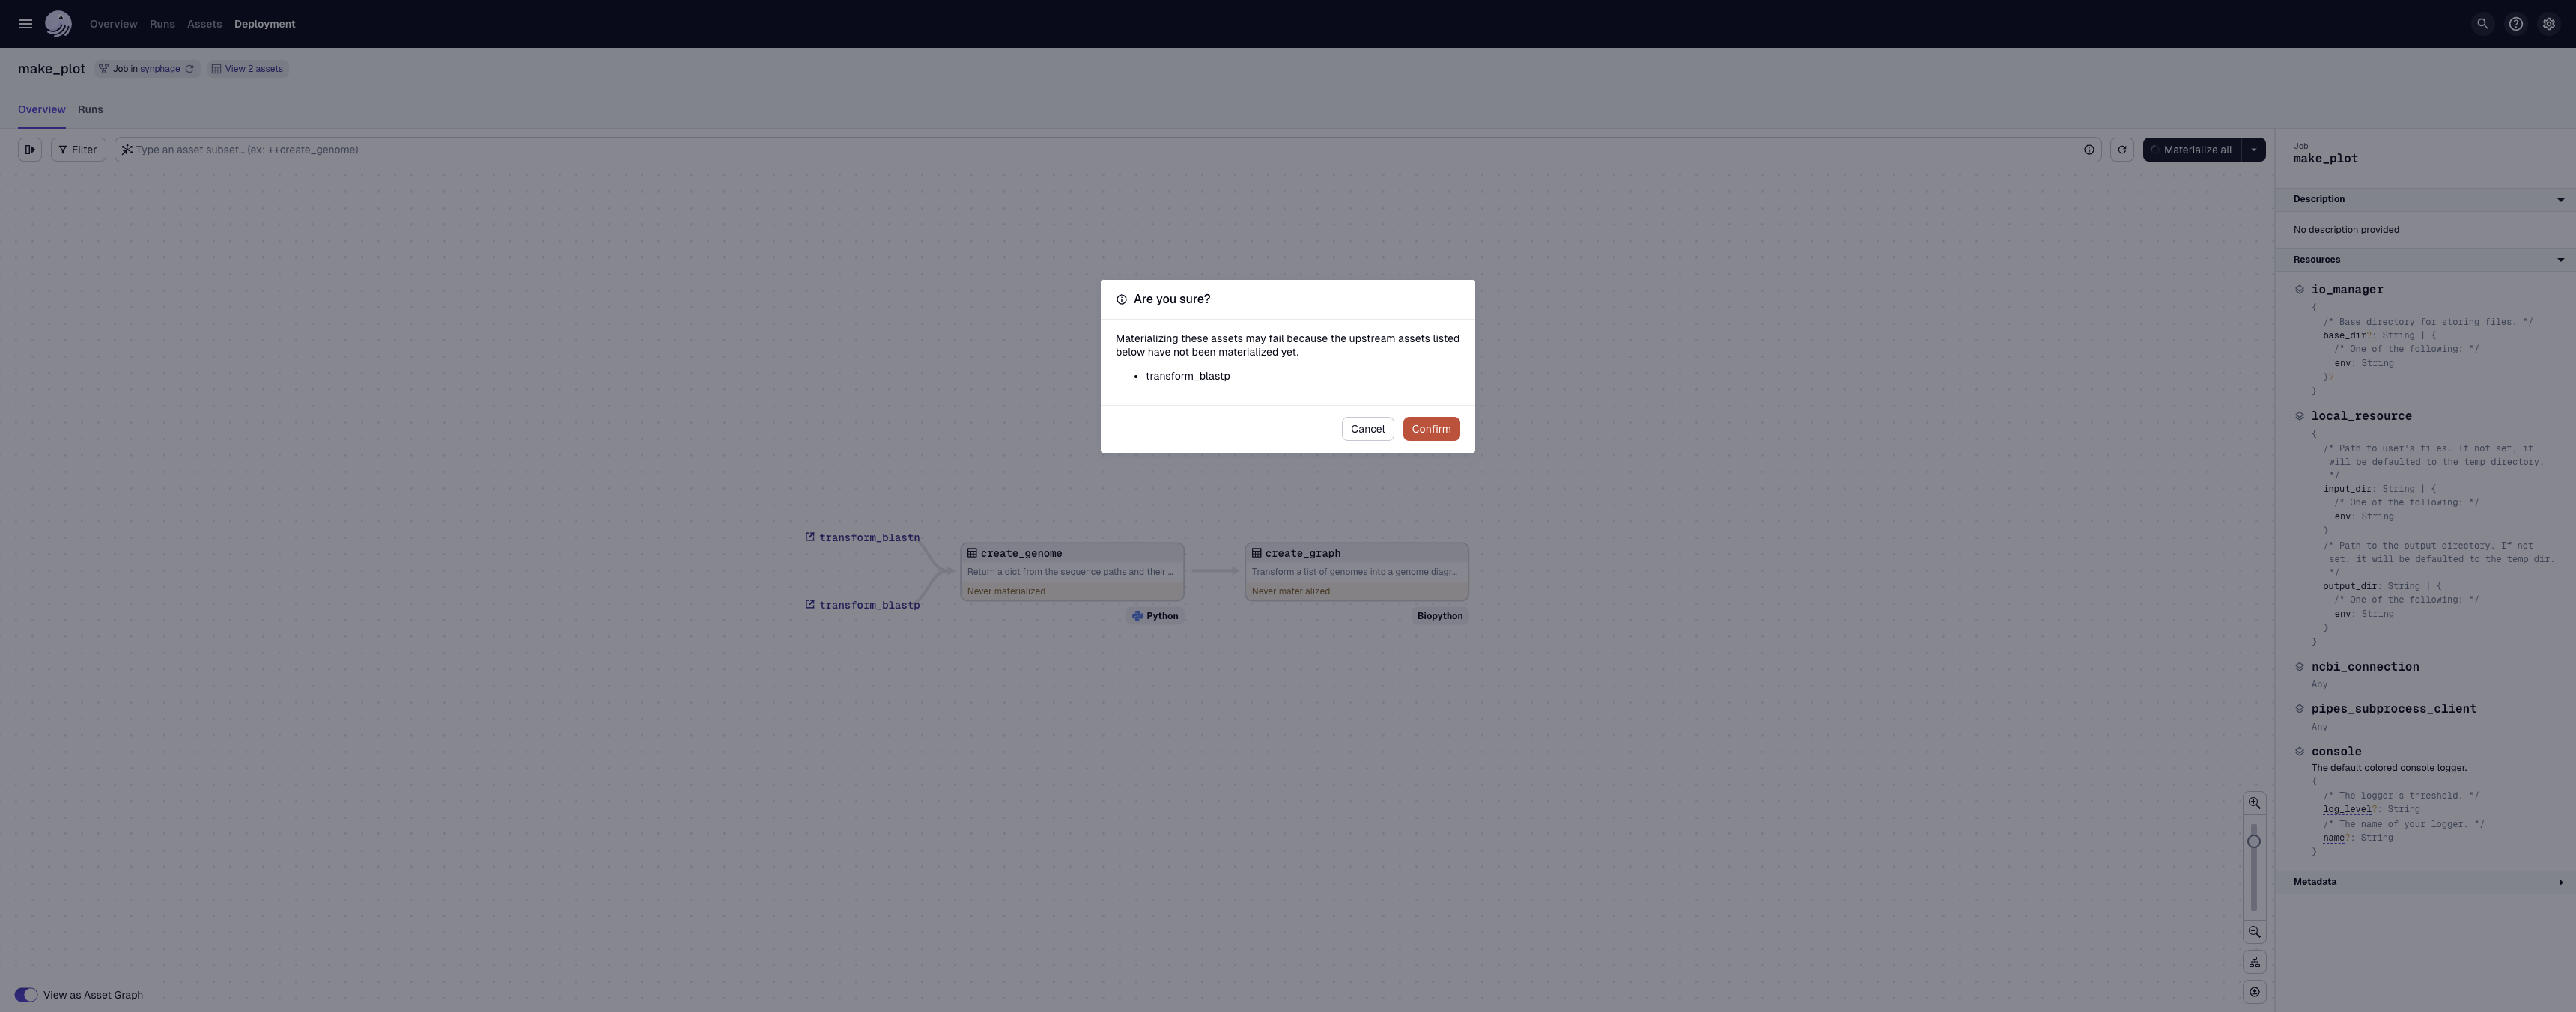 Overview Runs Assets Deployment
make_plot Job in synphage View 2 assets
Overview Runs
Filter Type an asset subset… (ex: ++create_genome) Materialize all
Job
make_plot
Description
No description provided
Resources
io_manager
{
/* Base directory for storing files. */
base_dir?: String | {
/* One of the following: */
env: String
}?
}
local_resource
{
/* Path to user's files. If not set, it
will be defaulted to the temp directory.
*/
input_dir: String | {
/* One of the following: */
env: String
}
/* Path to the output directory. If not
set, it will be defaulted to the temp dir.
*/
output_dir: String | {
/* One of the following: */
env: String
}
}
ncbi_connection
Any
pipes_subprocess_client
Any
console
The default colored console logger.
{
/* The logger's threshold. */
log_level?: String
/* The name of your logger. */
name?: String
}
Metadata
Are you sure?
Materializing these assets may fail because the upstream assets listed
below have not been materialized yet.
• transform_blastp
Cancel Confirm
transform_blastn
transform_blastp
create_genome
Return a dict from the sequence paths and their …
Never materialized
Python
create_graph
Transform a list of genomes into a genome diagr…
Never materialized
Biopython
View as Asset Graph